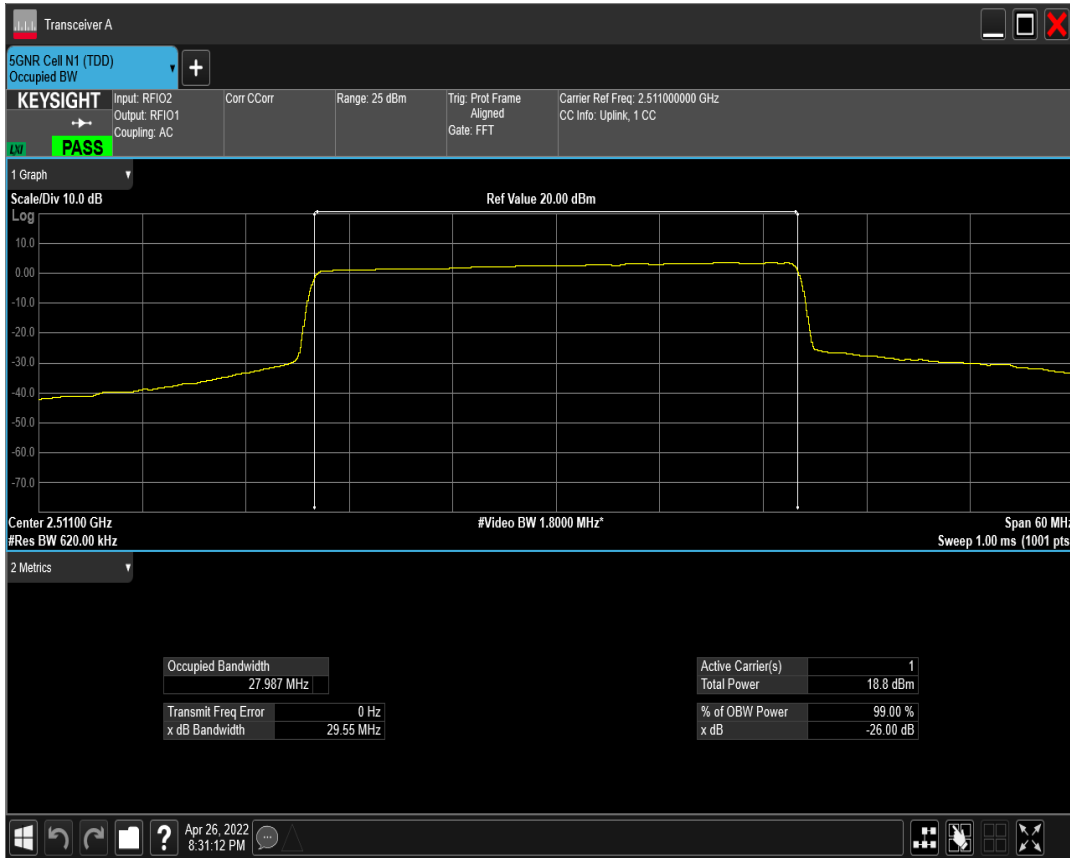 Transceiver A
5GNR Cell N1 (TDD)
Occupied BW
KEYSIGHT
Input: RFIO2
Output: RFIO1
Coupling: AC
Corr CCorr
Range: 25 dBm
Trig: Prot Frame
Aligned
Gate: FFT
Carrier Ref Freq: 2.511000000 GHz
CC Info: Uplink, 1 CC
LXI
PASS
1 Graph
Scale/Div 10.0 dB
Ref Value 20.00 dBm
Log
10.0
0.00
-10.0
-20.0
-30.0
-40.0
-50.0
-60.0
-70.0
Center 2.51100 GHz
#Video BW 1.8000 MHz*
Span 60 MHz
#Res BW 620.00 kHz
Sweep 1.00 ms (1001 pts
2 Metrics
Occupied Bandwidth
27.987 MHz
Transmit Freq Error 0 Hz
x dB Bandwidth 29.55 MHz
Active Carrier(s) 1
Total Power 18.8 dBm
% of OBW Power 99.00 %
x dB -26.00 dB
Apr 26, 2022
8:31:12 PM